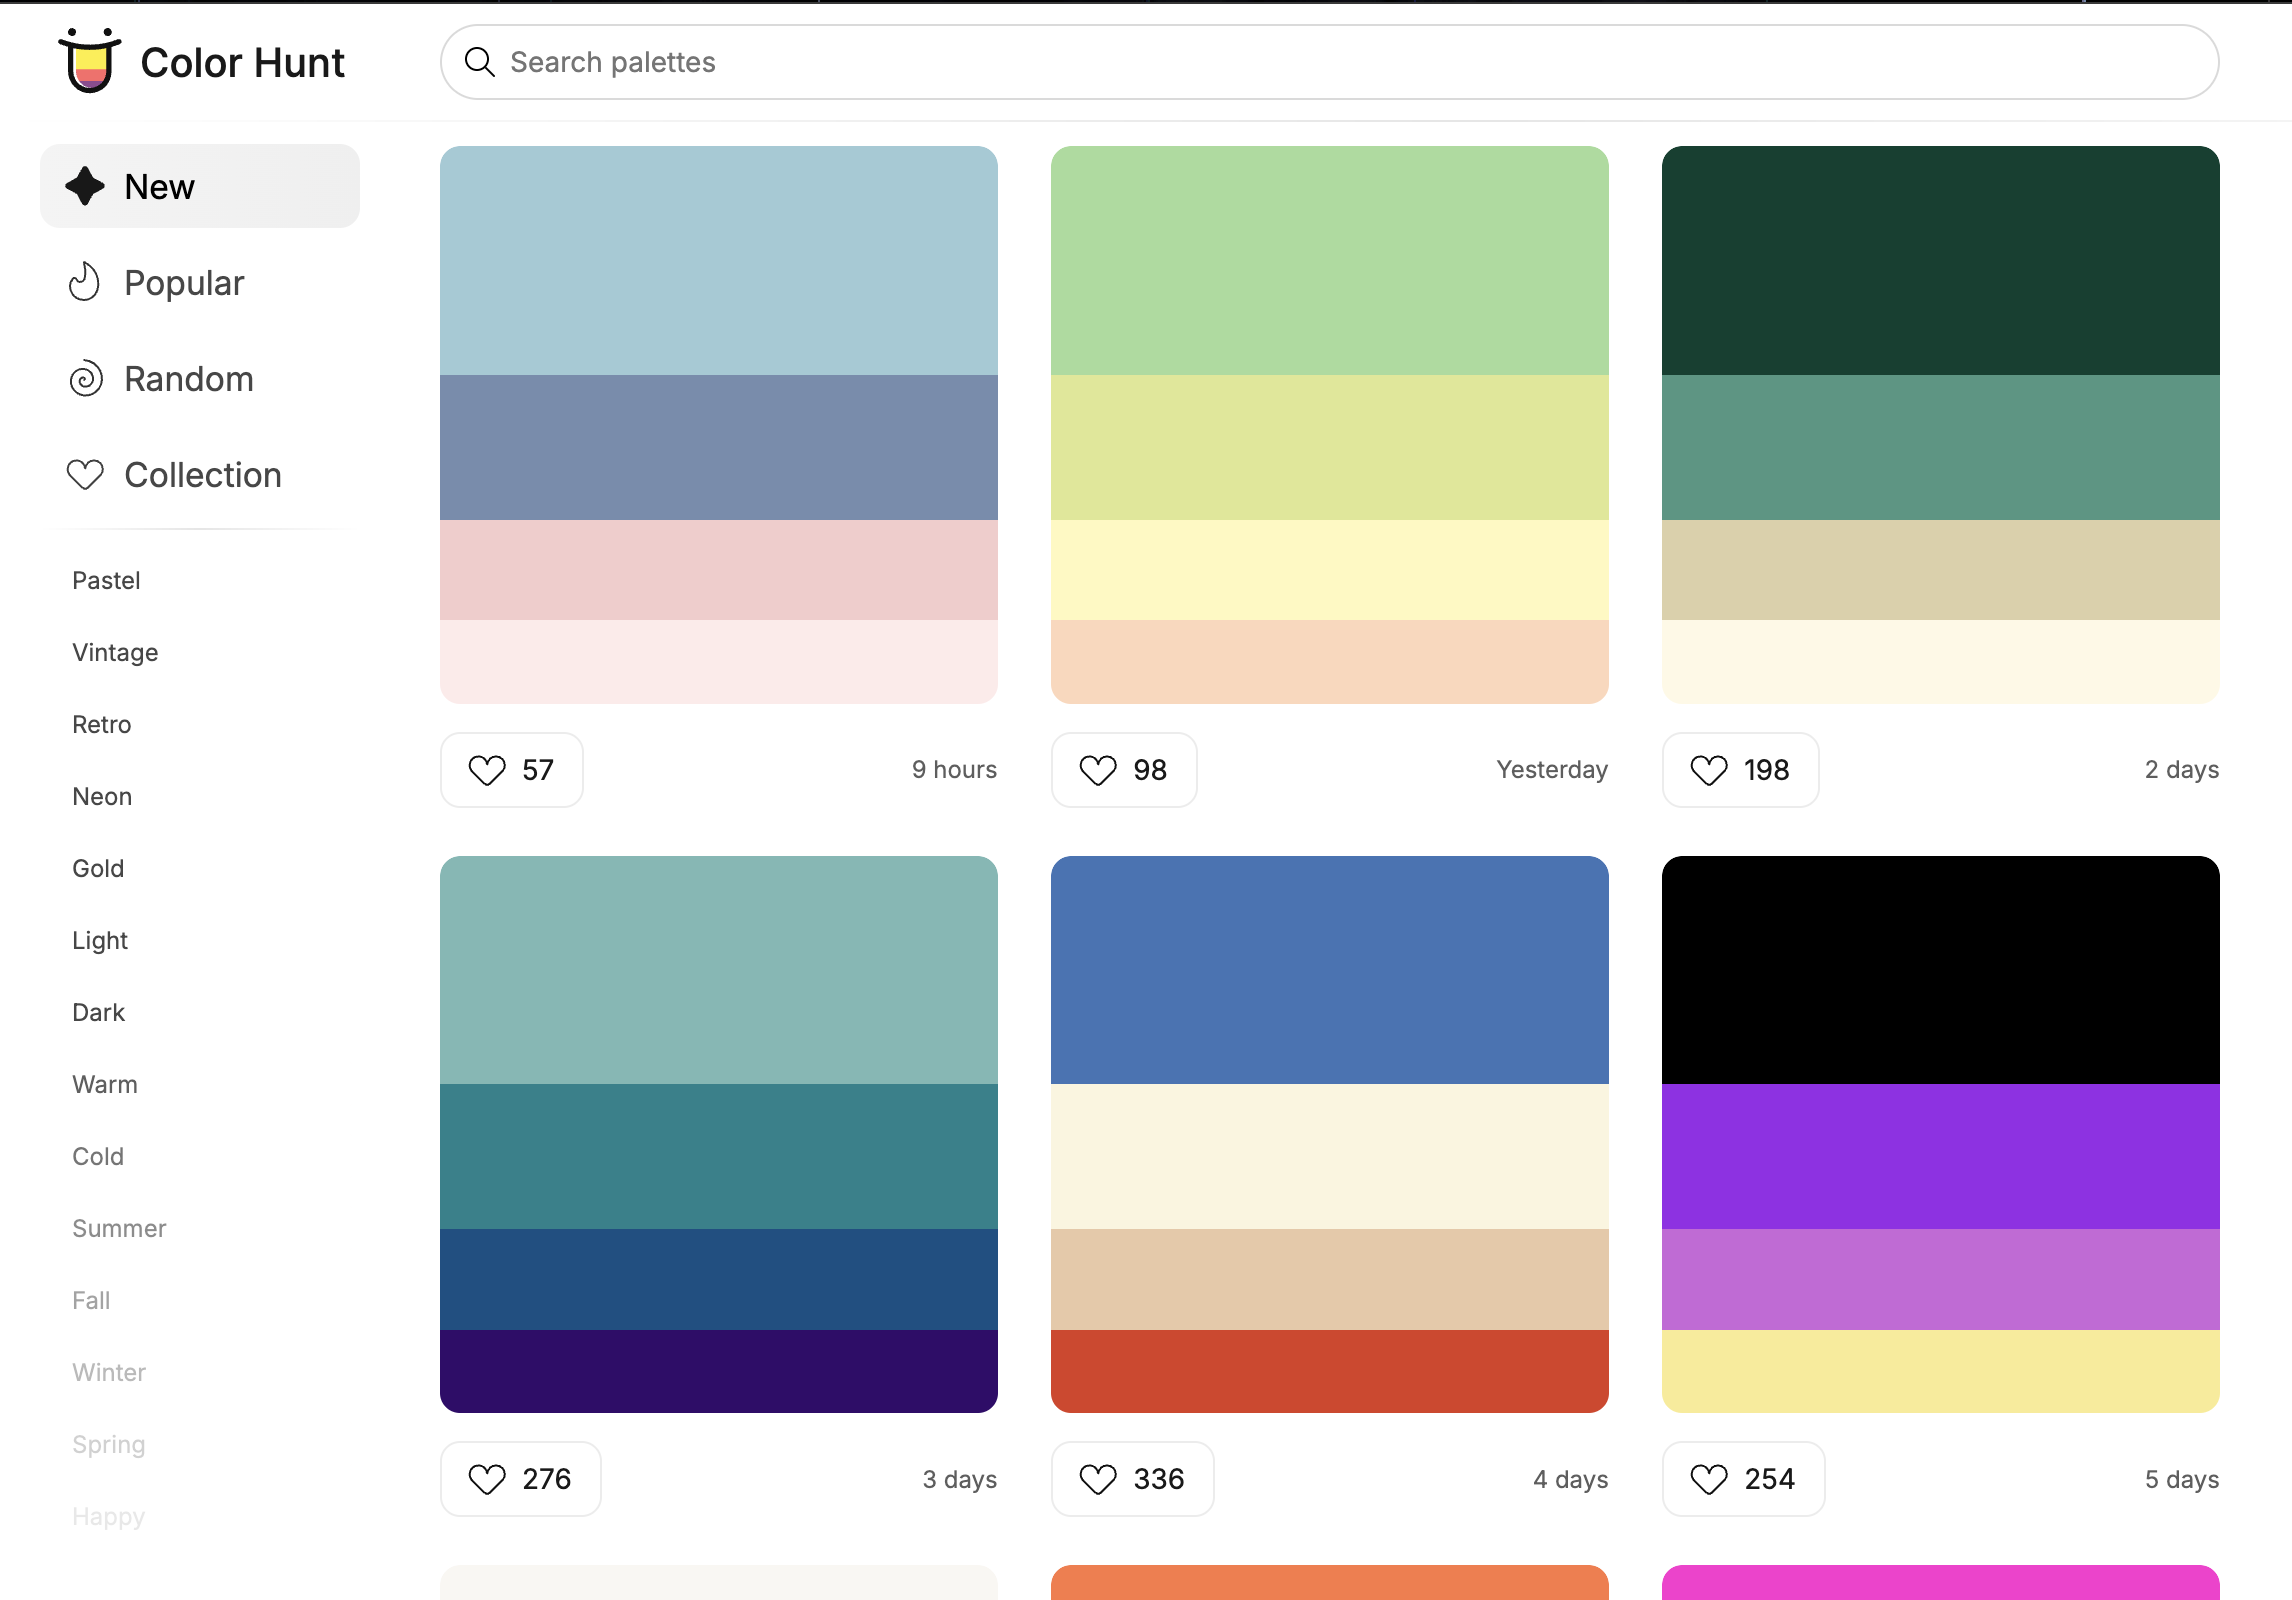 Color Hunt
Search palettes
New
Popular
Random
Collection
Pastel
Vintage
Retro
Neon
Gold
Light
Dark
Warm
Cold
Summer
Fall
Winter
Spring
Happy
57
9 hours
98
Yesterday
198
2 days
276
3 days
336
4 days
254
5 days